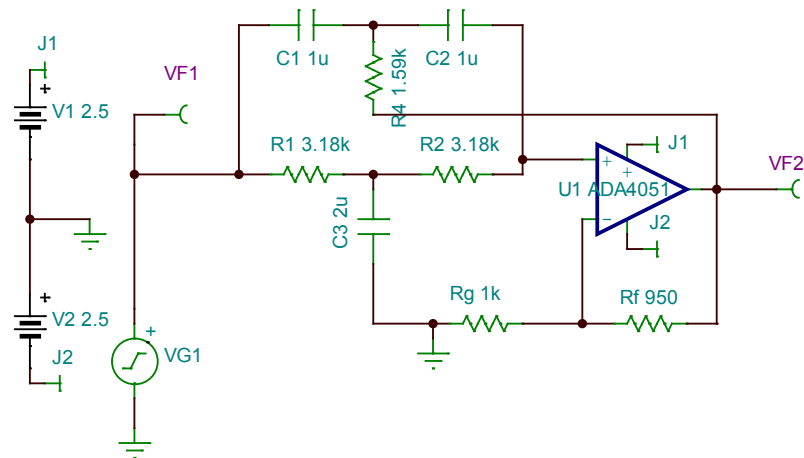 J1
V1 2.5
V2 2.5
J2
VF1
VG1
C1 1u
C2 1u
R4 1.59k
R1 3.18k
R2 3.18k
C3 2u
U1 ADA4051
J1
J2
VF2
Rg 1k
Rf 950